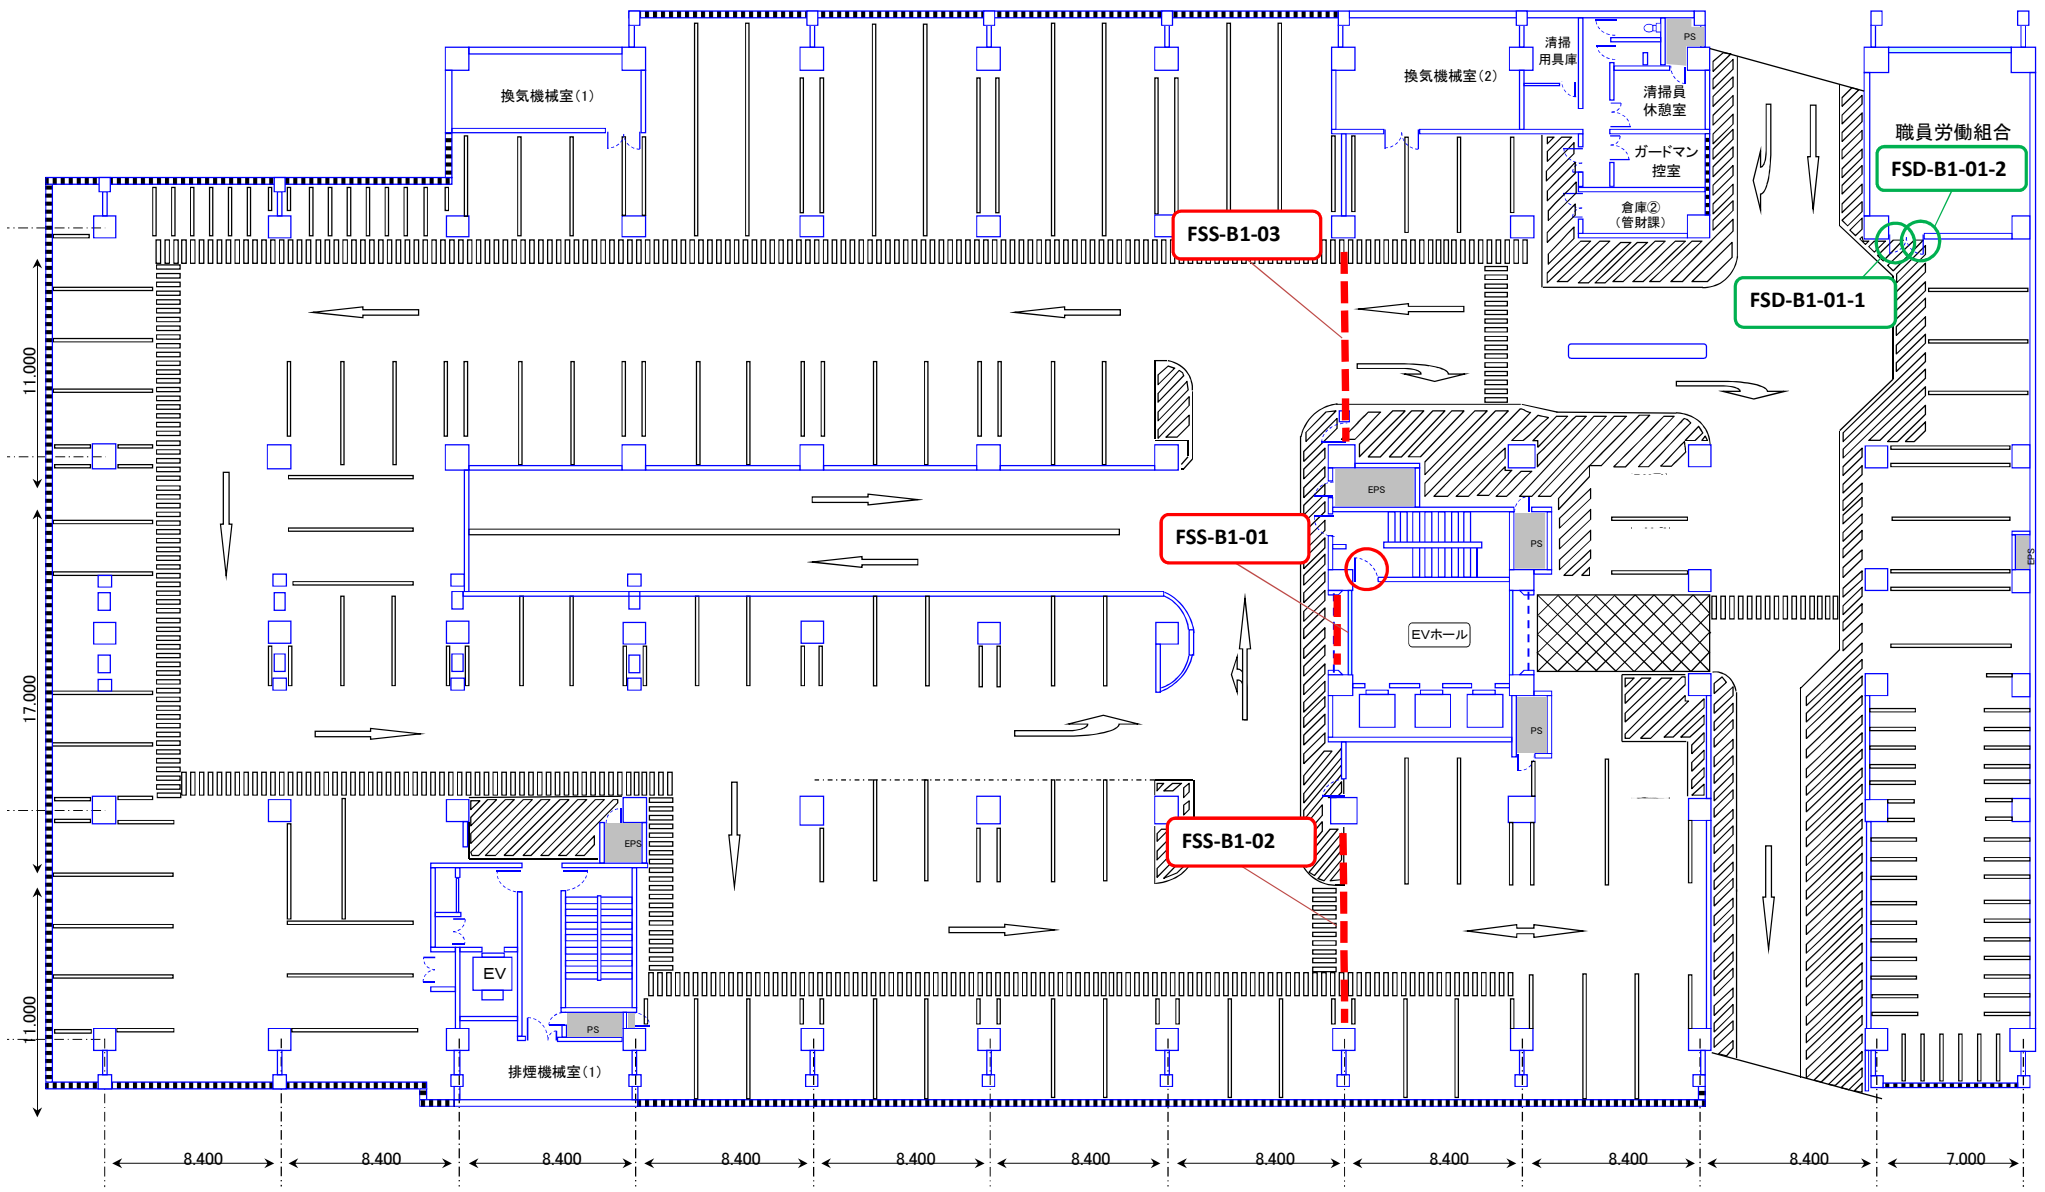 PS
清掃
用具庫
換気機械室(1)
換気機械室(2)
清掃員
休憩室
職員労働組合
ガードマン
控室
FSD-B1-01-2
倉庫②
(管財課)
FSS-B1-03
FSD-B1-01-1
11.000
EPS
FSS-B1-01
PS
EPS
EVホール
17.000
PS
FSS-B1-02
EPS
EV
11.000
PS
排煙機械室(1)
8.400
8.400
8.400
8.400
8.400
8.400
8.400
8.400
8.400
8.400
7.000